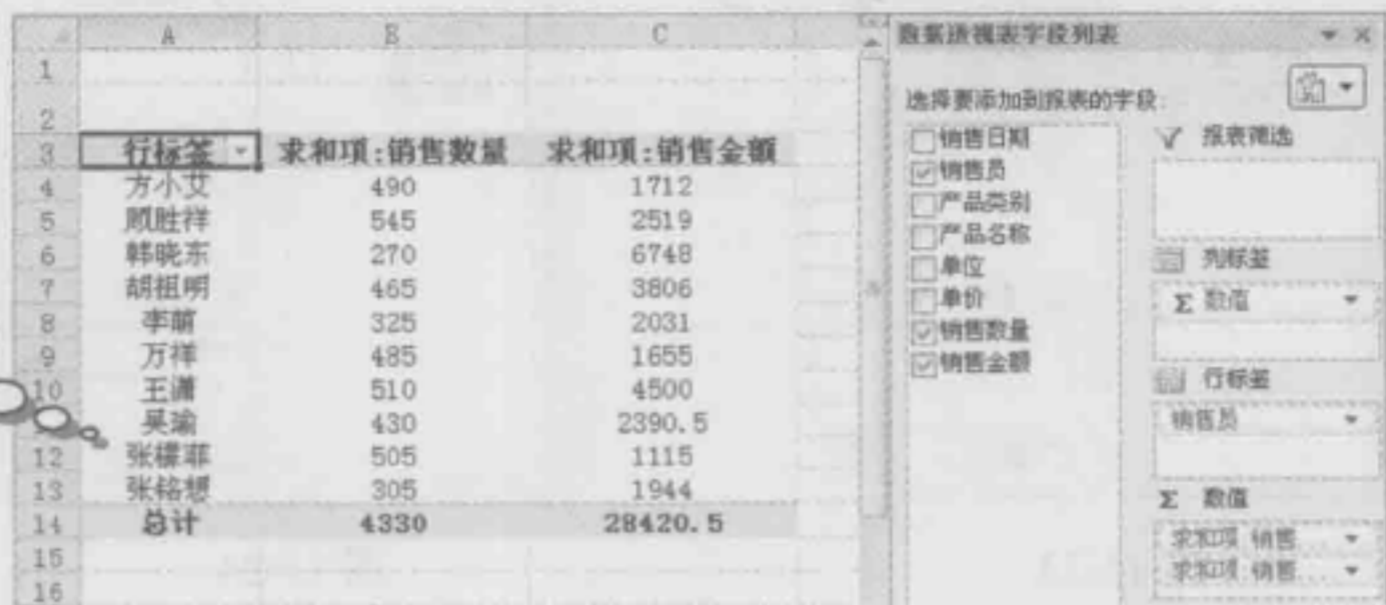 A B C
1
2
3 行标签 求和项:销售数量 求和项:销售金额
4 方小艾 490 1712
5 顾胜祥 545 2519
6 韩晓东 270 6748
7 胡祖明 465 3806
8 李萌 325 2031
9 万祥 485 1655
10 王潇 510 4500
吴瑜 430 2390.5
12 张菲 505 1115
13 张铭想 305 1944
14 总计 4330 28420.5
15
16
数据透视表字段列表
选择要添加到报表的字段:
销售日期
销售员
产品类别
产品名称
单位
单价
销售数量
销售金额
报表筛选
列标签
Σ 数值
行标签
销售员
Σ 数值
求和项 销售...
求和项 销售...